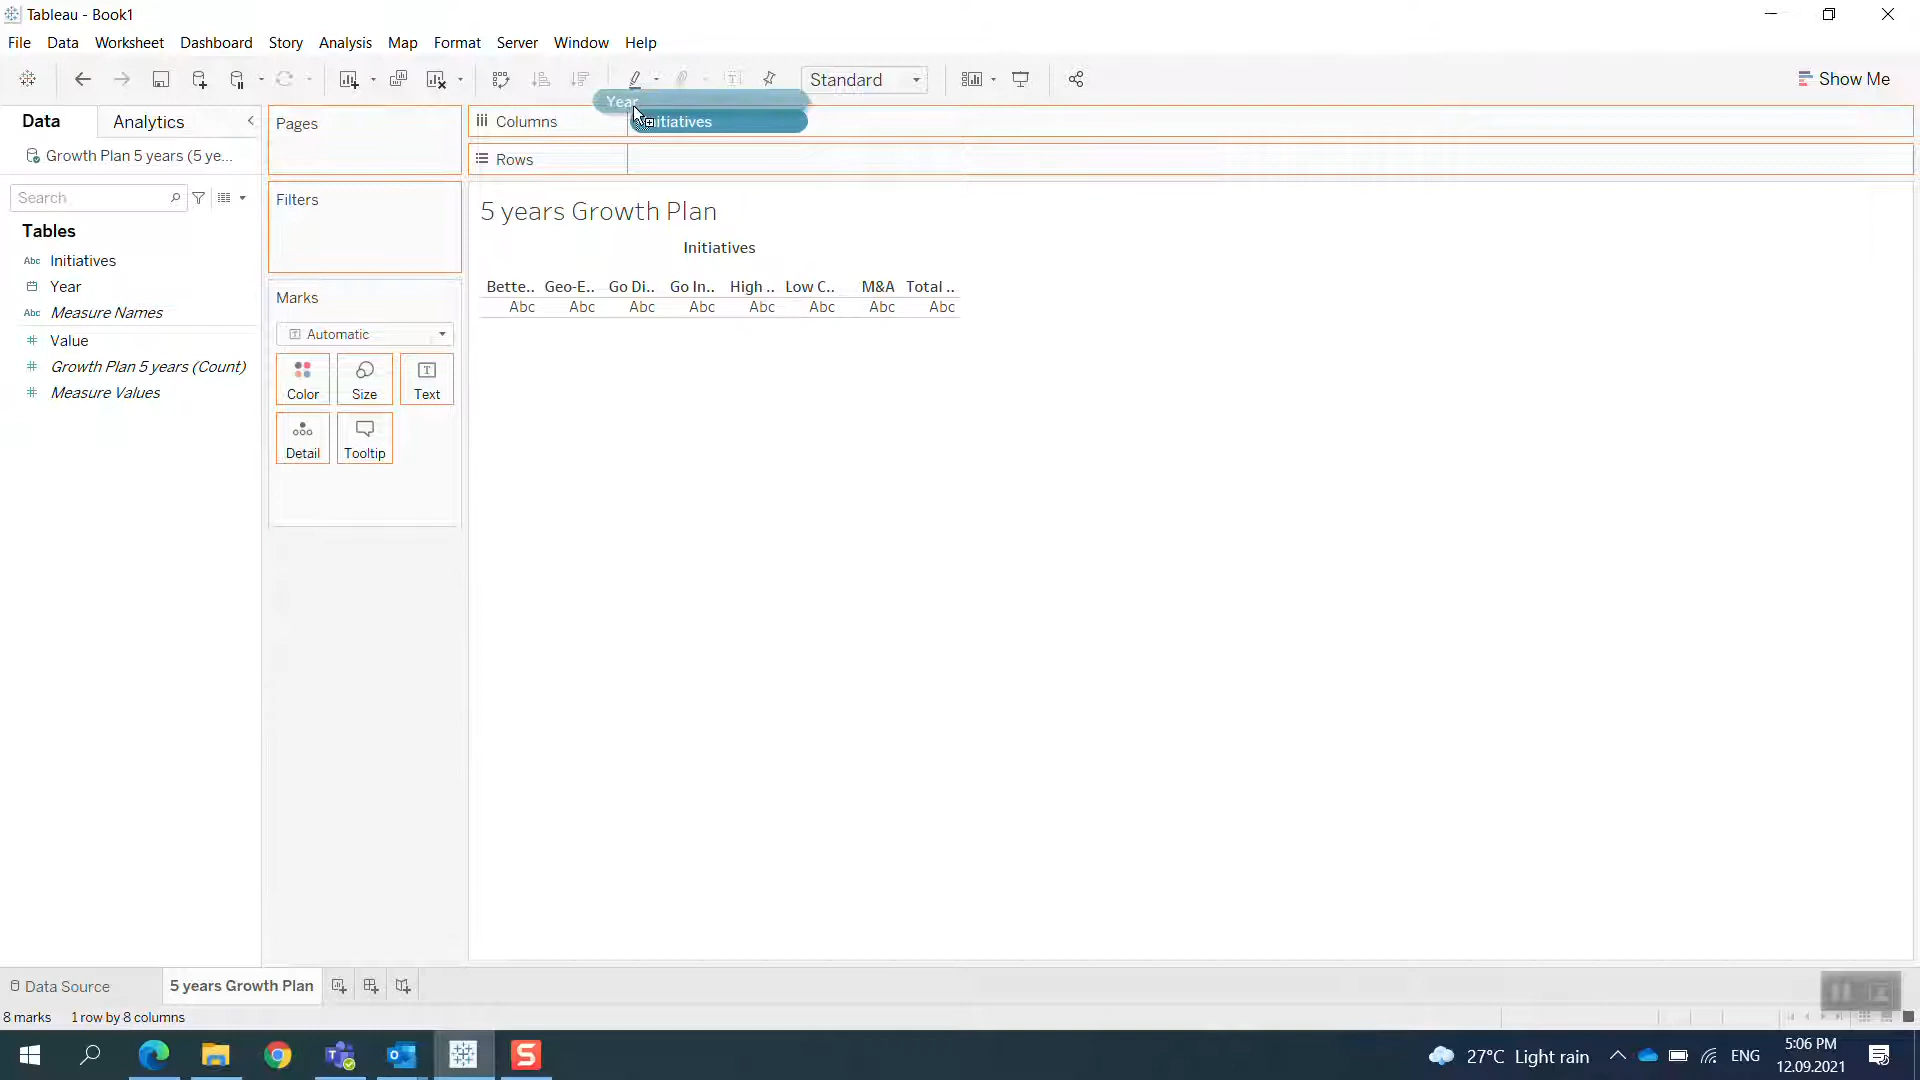 Tableau - Book1
File Data Worksheet Dashboard Story Analysis Map Format Server Window Help
Standard
Show Me
Data Analytics
Growth Plan 5 years (5 ye...
Search
Tables
Abc Initiatives
Year
Abc Measure Names
# Value
# Growth Plan 5 years (Count)
# Measure Values
Pages
Filters
Marks
Automatic
Color Size Text
Detail Tooltip
Year
Columns
Rows
5 years Growth Plan
Initiatives
Bette.. Geo-E.. Go Di.. Go In.. High .. Low C.. M&A Total ..
Abc Abc Abc Abc Abc Abc Abc Abc
Data Source 5 years Growth Plan
8 marks 1 row by 8 columns
27°C Light rain
ENG
5:06 PM
12.09.2021